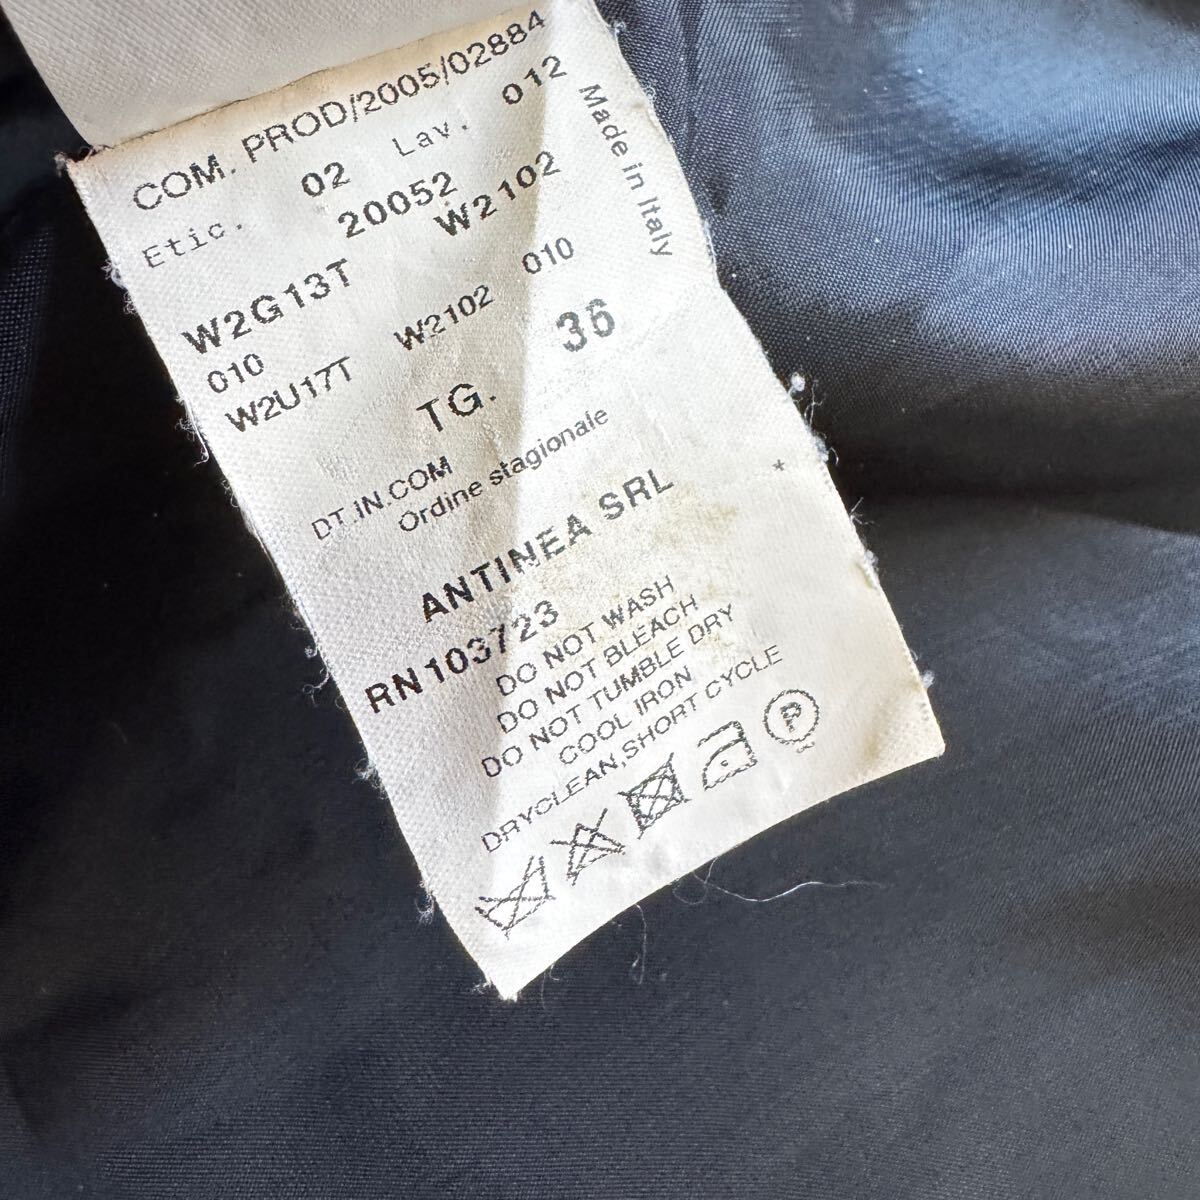 COM. PROD/2005/02884
Etic. 02 Lav. 012
20052
W2G13T W2102
010
W2U17T W2102 010
TG. 36
DT.IN.COM
Ordine stagionale
ANTINEA SRL
RN103723
DO NOT WASH
DO NOT BLEACH
DO NOT TUMBLE DRY
COOL IRON
DRYCLEAN,SHORT CYCLE
P
Made in Italy
*